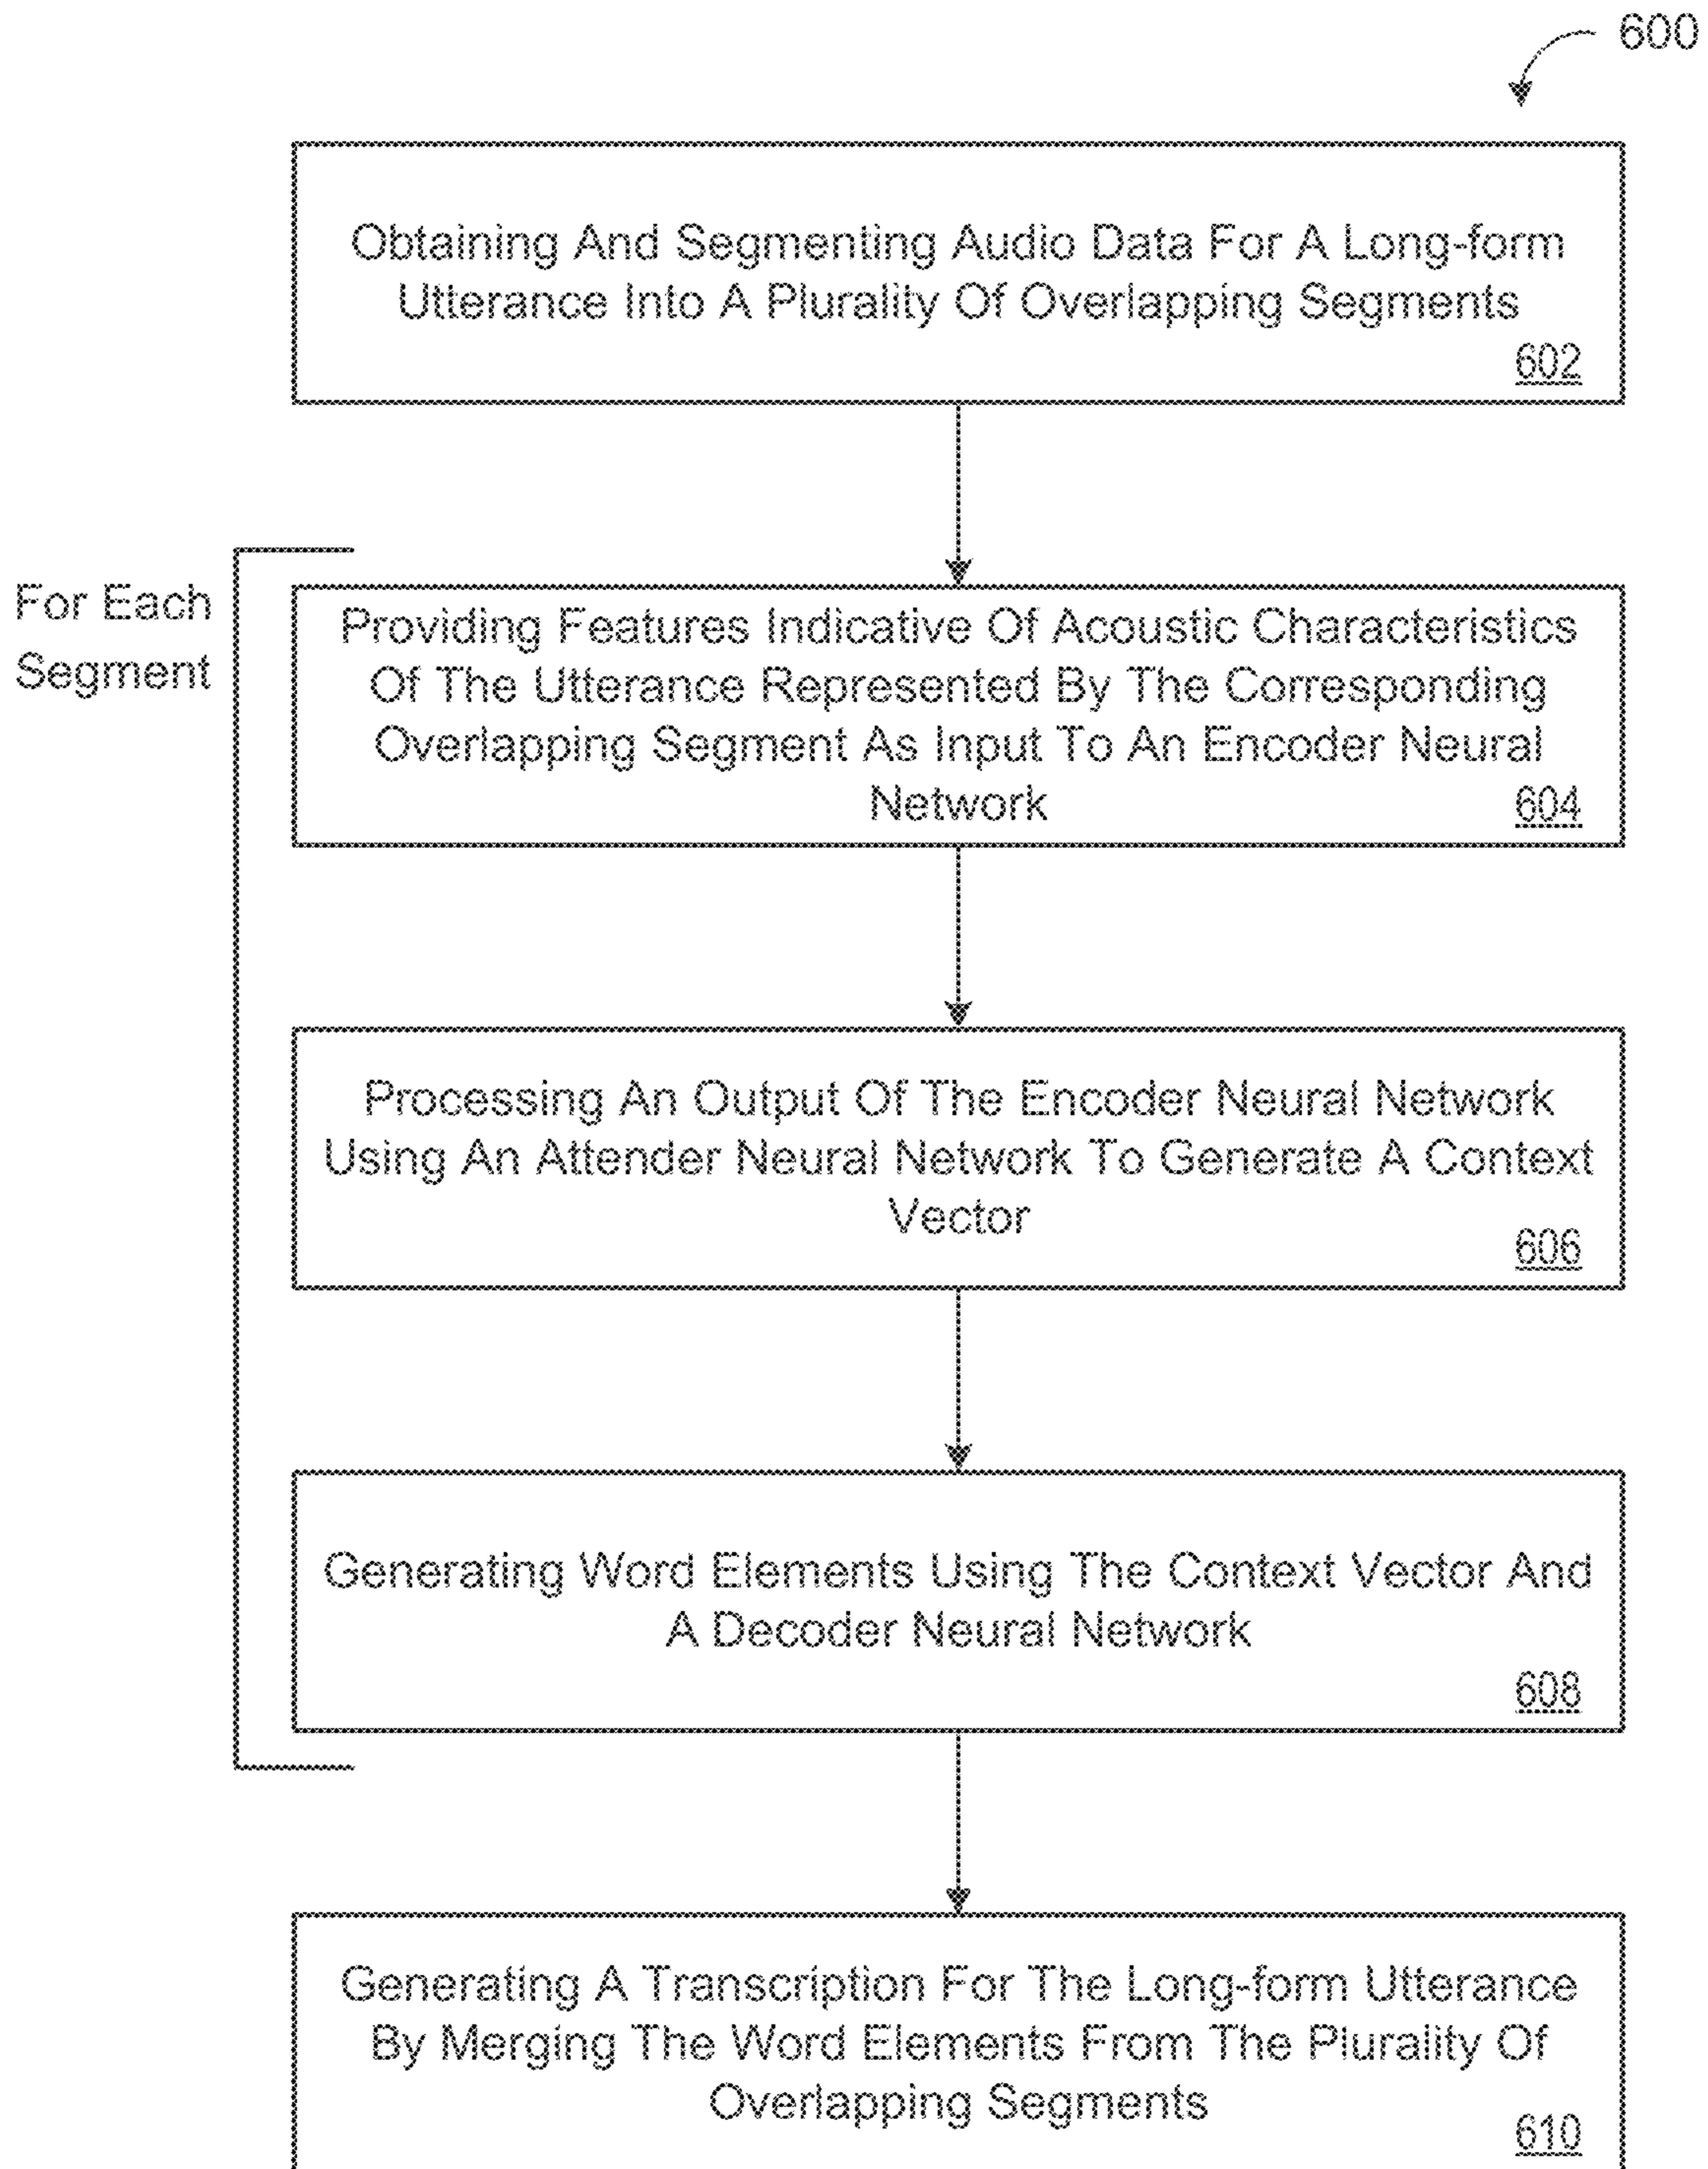 600
Obtaining And Segmenting Audio Data For A Long-form
Utterance Into A Plurality Of Overlapping Segments
602
For Each
Segment
Providing Features Indicative Of Acoustic Characteristics
Of The Utterance Represented By The Corresponding
Overlapping Segment As Input To An Encoder Neural
Network
604
Processing An Output Of The Encoder Neural Network
Using An Attender Neural Network To Generate A Context
Vector
606
Generating Word Elements Using The Context Vector And
A Decoder Neural Network
608
Generating A Transcription For The Long-form Utterance
By Merging The Word Elements From The Plurality Of
Overlapping Segments
610